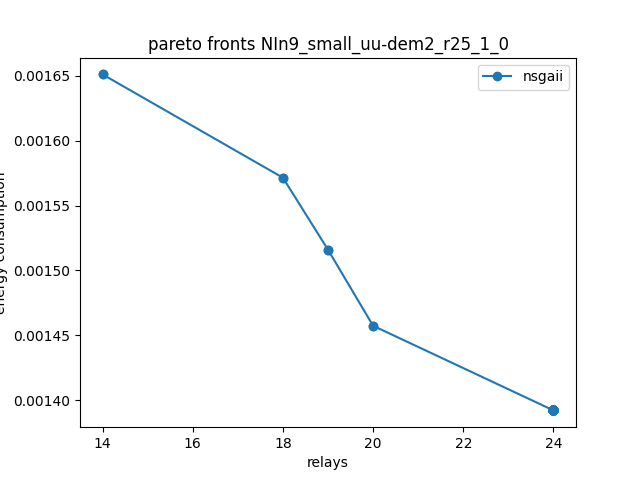 pareto fronts NIn9_small_uu-dem2_r25_1_0
nsgaii
0.00165
0.00160
0.00155
0.00150
0.00145
0.00140
energy consumption
14 16 18 20 22 24
relays